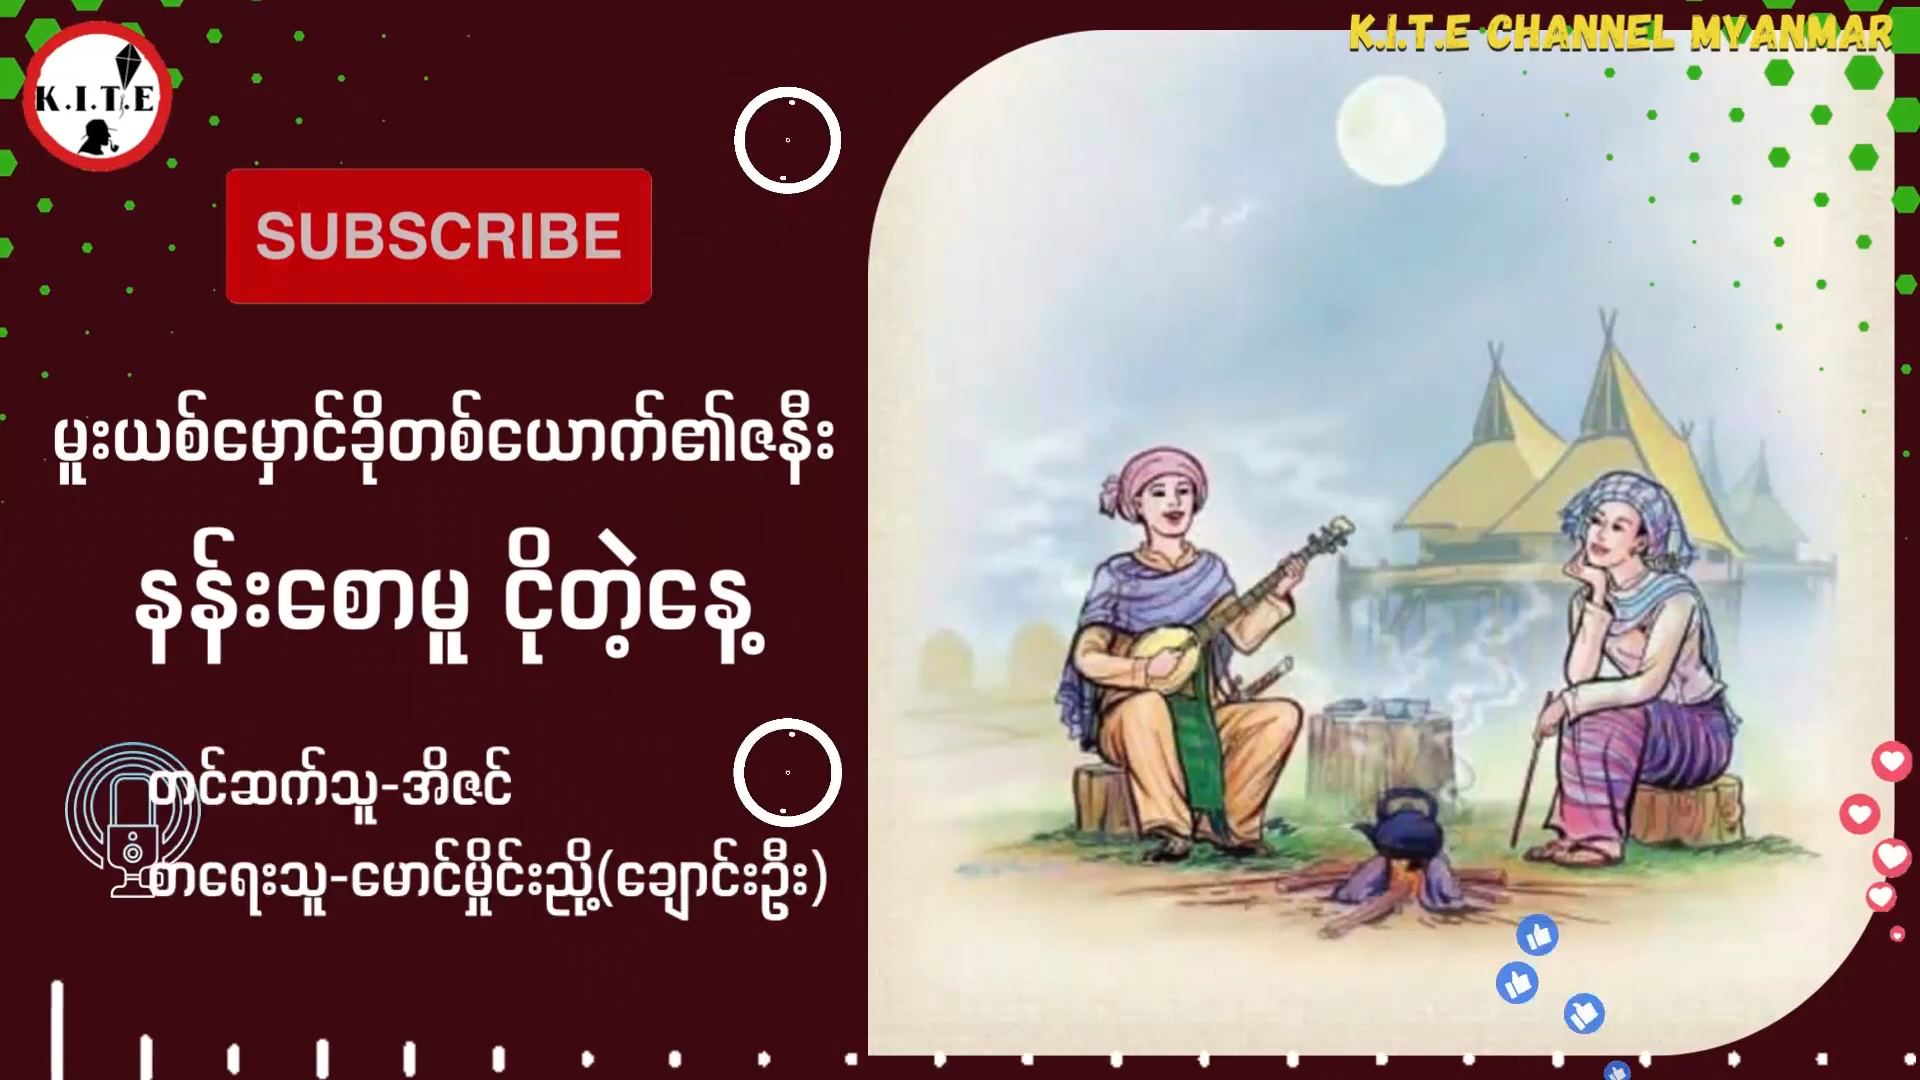 K.I.T.E CHANNEL MYANMAR
K.I.T.E
SUBSCRIBE
မူးယစ်မှောင်ခိုတစ်ယောက်၏ဇနီး
နန်းစောမူ ငိုတဲ့နေ့
တင်ဆက်သူ-အိဇင်
စာရေးသူ-မောင်မှိုင်းညို့(ချောင်းဦး)